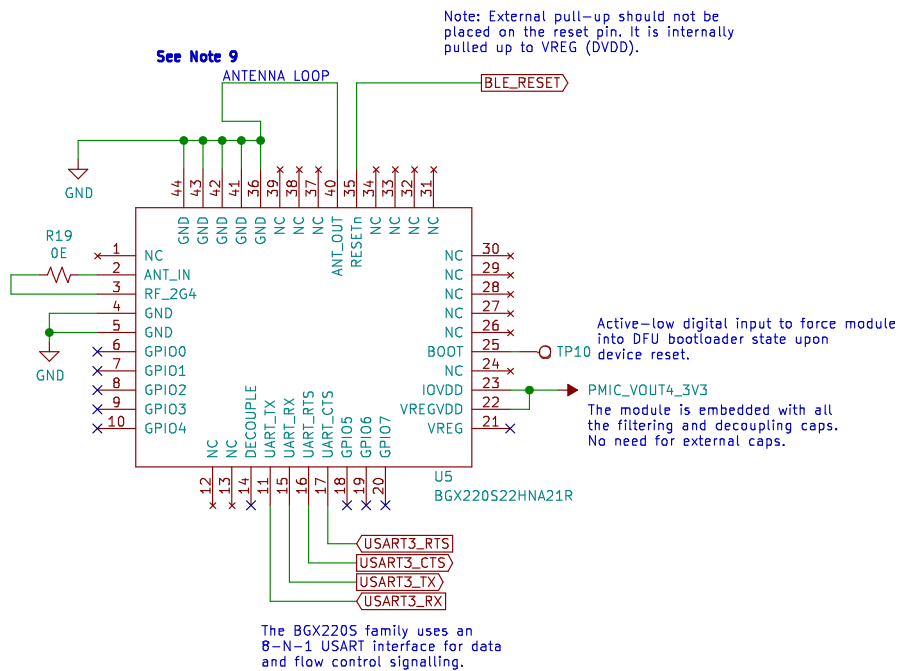 Note: External pull-up should not be
placed on the reset pin. It is internally
pulled up to VREG (DVDD).
See Note 9
ANTENNA LOOP
BLE_RESET
GND
44
43
42
41
36
39
38
37
40
35
34
33
32
31
GND
GND
GND
GND
GND
NC
NC
NC
ANT_OUT
RESETn
NC
NC
NC
NC
R19
0E
1 NC
2 ANT_IN
3 RF_2G4
4 GND
5 GND
6 GPIO0
7 GPIO1
8 GPIO2
9 GPIO3
10 GPIO4
GND
NC 30
NC 29
NC 28
NC 27
NC 26
BOOT 25
NC 24
IOVDD 23
VREGVDD 22
VREG 21
TP10
Active-low digital input to force module
into DFU bootloader state upon
device reset.
PMIC_VOUT4_3V3
The module is embedded with all
the filtering and decoupling caps.
No need for external caps.
NC
NC
DECOUPLE
UART_TX
UART_RX
UART_RTS
UART_CTS
GPIO5
GPIO6
GPIO7
12
13
14
11
15
16
17
18
19
20
U5
BGX220S22HNA21R
USART3_RTS
USART3_CTS
USART3_TX
USART3_RX
The BGX220S family uses an
8-N-1 USART interface for data
and flow control signalling.